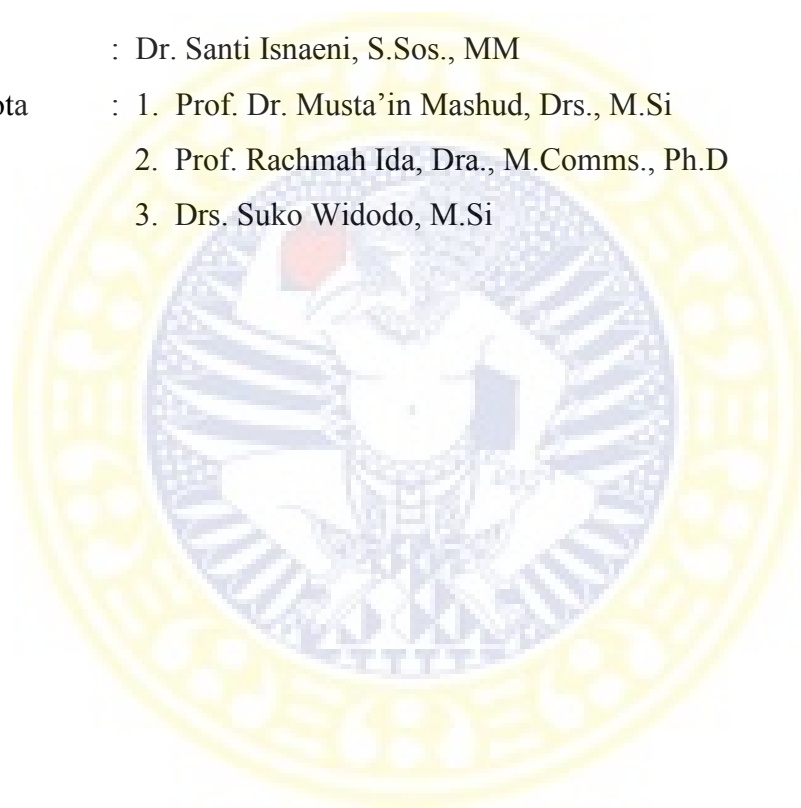 : Dr. Santi Isnaeni, S.Sos., MM
ota : 1. Prof. Dr. Musta’in Mashud, Drs., M.Si
2. Prof. Rachmah Ida, Dra., M.Comms., Ph.D
3. Drs. Suko Widodo, M.Si